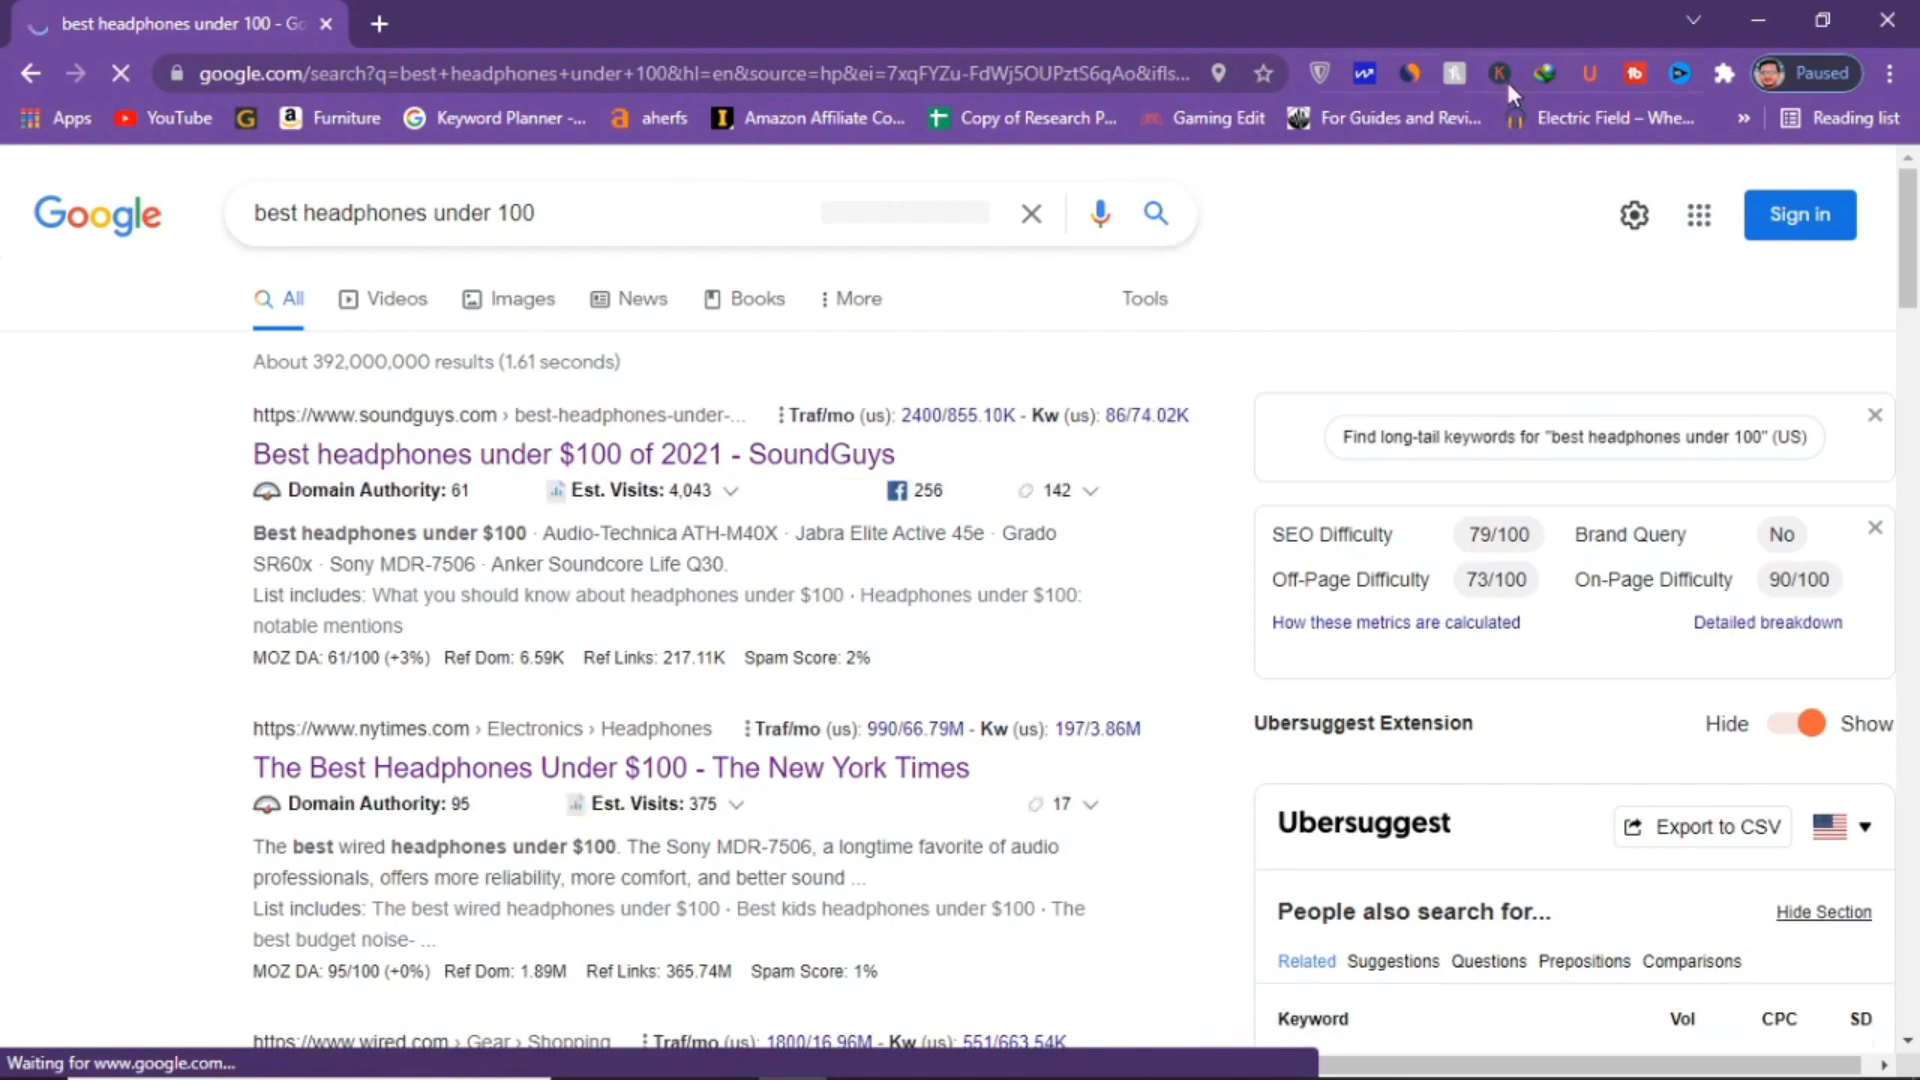 best headphones under 100 - Go
google.com/search?q=best+headphones+under+100&hl=en&source=hp&ei=7xqFYZu-FdWj5OUPztS6qAo&ifls...
Paused
Apps YouTube Furniture Keyword Planner -... aherfs Amazon Affiliate Co... Copy of Research P... Gaming Edit For Guides and Revi... Electric Field – Whe... » Reading list
Google
best headphones under 100
Sign in
All Videos Images News Books More Tools
About 392,000,000 results (1.61 seconds)
https://www.soundguys.com › best-headphones-under-... Traf/mo (us): 2400/855.10K - Kw (us): 86/74.02K
Best headphones under $100 of 2021 - SoundGuys
Domain Authority: 61 Est. Visits: 4,043 256 142
Best headphones under $100 · Audio-Technica ATH-M40X · Jabra Elite Active 45e · Grado
SR60x · Sony MDR-7506 · Anker Soundcore Life Q30.
List includes: What you should know about headphones under $100 · Headphones under $100:
notable mentions
MOZ DA: 61/100 (+3%) Ref Dom: 6.59K Ref Links: 217.11K Spam Score: 2%
https://www.nytimes.com › Electronics › Headphones Traf/mo (us): 990/66.79M - Kw (us): 197/3.86M
The Best Headphones Under $100 - The New York Times
Domain Authority: 95 Est. Visits: 375 17
The best wired headphones under $100. The Sony MDR-7506, a longtime favorite of audio
professionals, offers more reliability, more comfort, and better sound ...
List includes: The best wired headphones under $100 · Best kids headphones under $100 · The
best budget noise- ...
MOZ DA: 95/100 (+0%) Ref Dom: 1.89M Ref Links: 365.74M Spam Score: 1%
https://www.wired.com › Gear › Shopping Traf/mo (us): 1800/16.96M - Kw (us): 551/663.54K
Find long-tail keywords for "best headphones under 100" (US)
SEO Difficulty 79/100 Brand Query No
Off-Page Difficulty 73/100 On-Page Difficulty 90/100
How these metrics are calculated Detailed breakdown
Ubersuggest Extension Hide Show
Ubersuggest Export to CSV
People also search for... Hide Section
Related Suggestions Questions Prepositions Comparisons
Keyword Vol CPC SD
Waiting for www.google.com...